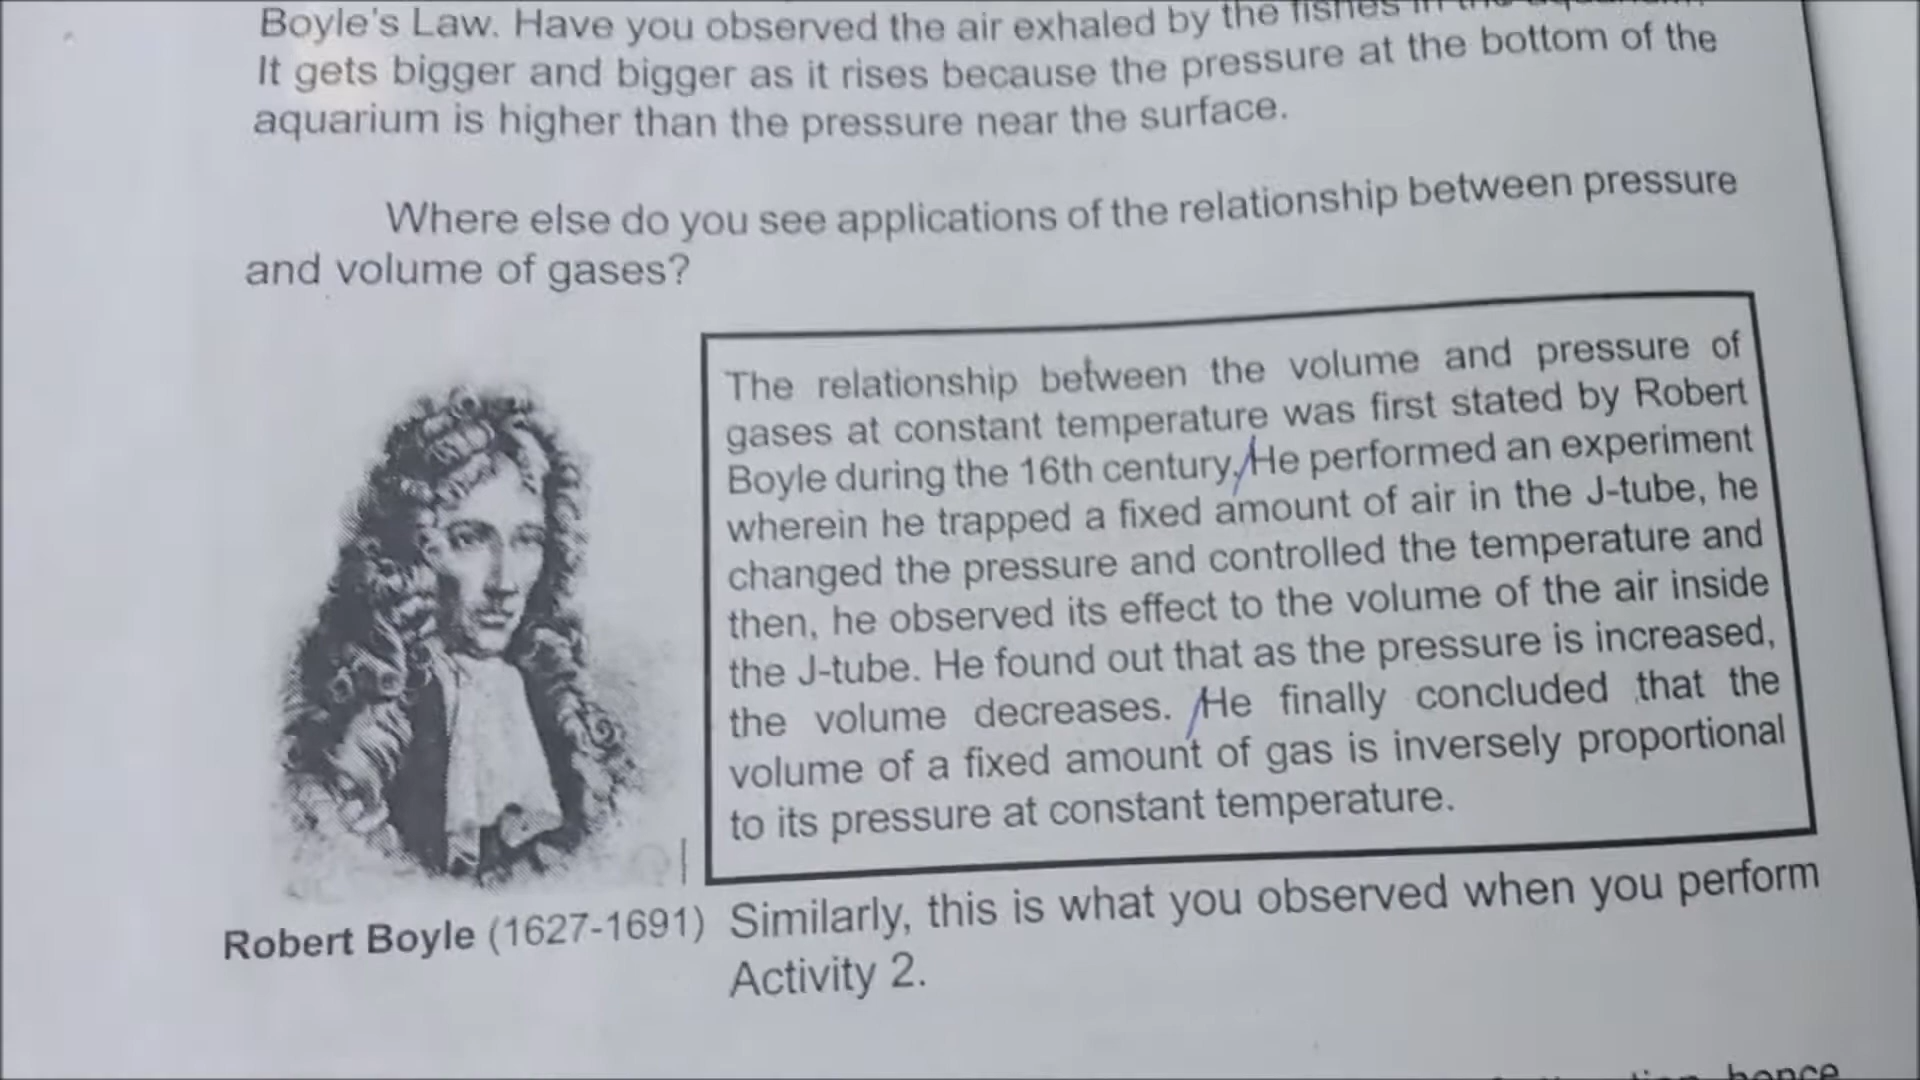 Boyle's Law. Have you observed the air exhaled by the fishes in the aquarium.
It gets bigger and bigger as it rises because the pressure at the bottom of the
aquarium is higher than the pressure near the surface.
Where else do you see applications of the relationship between pressure
and volume of gases?
The relationship between the volume and pressure of
gases at constant temperature was first stated by Robert
Boyle during the 16th century. He performed an experiment
wherein he trapped a fixed amount of air in the J-tube, he
changed the pressure and controlled the temperature and
then, he observed its effect to the volume of the air inside
the J-tube. He found out that as the pressure is increased,
the volume decreases. He finally concluded that the
volume of a fixed amount of gas is inversely proportional
to its pressure at constant temperature.
Robert Boyle (1627-1691)
Similarly, this is what you observed when you perform
Activity 2.
hence